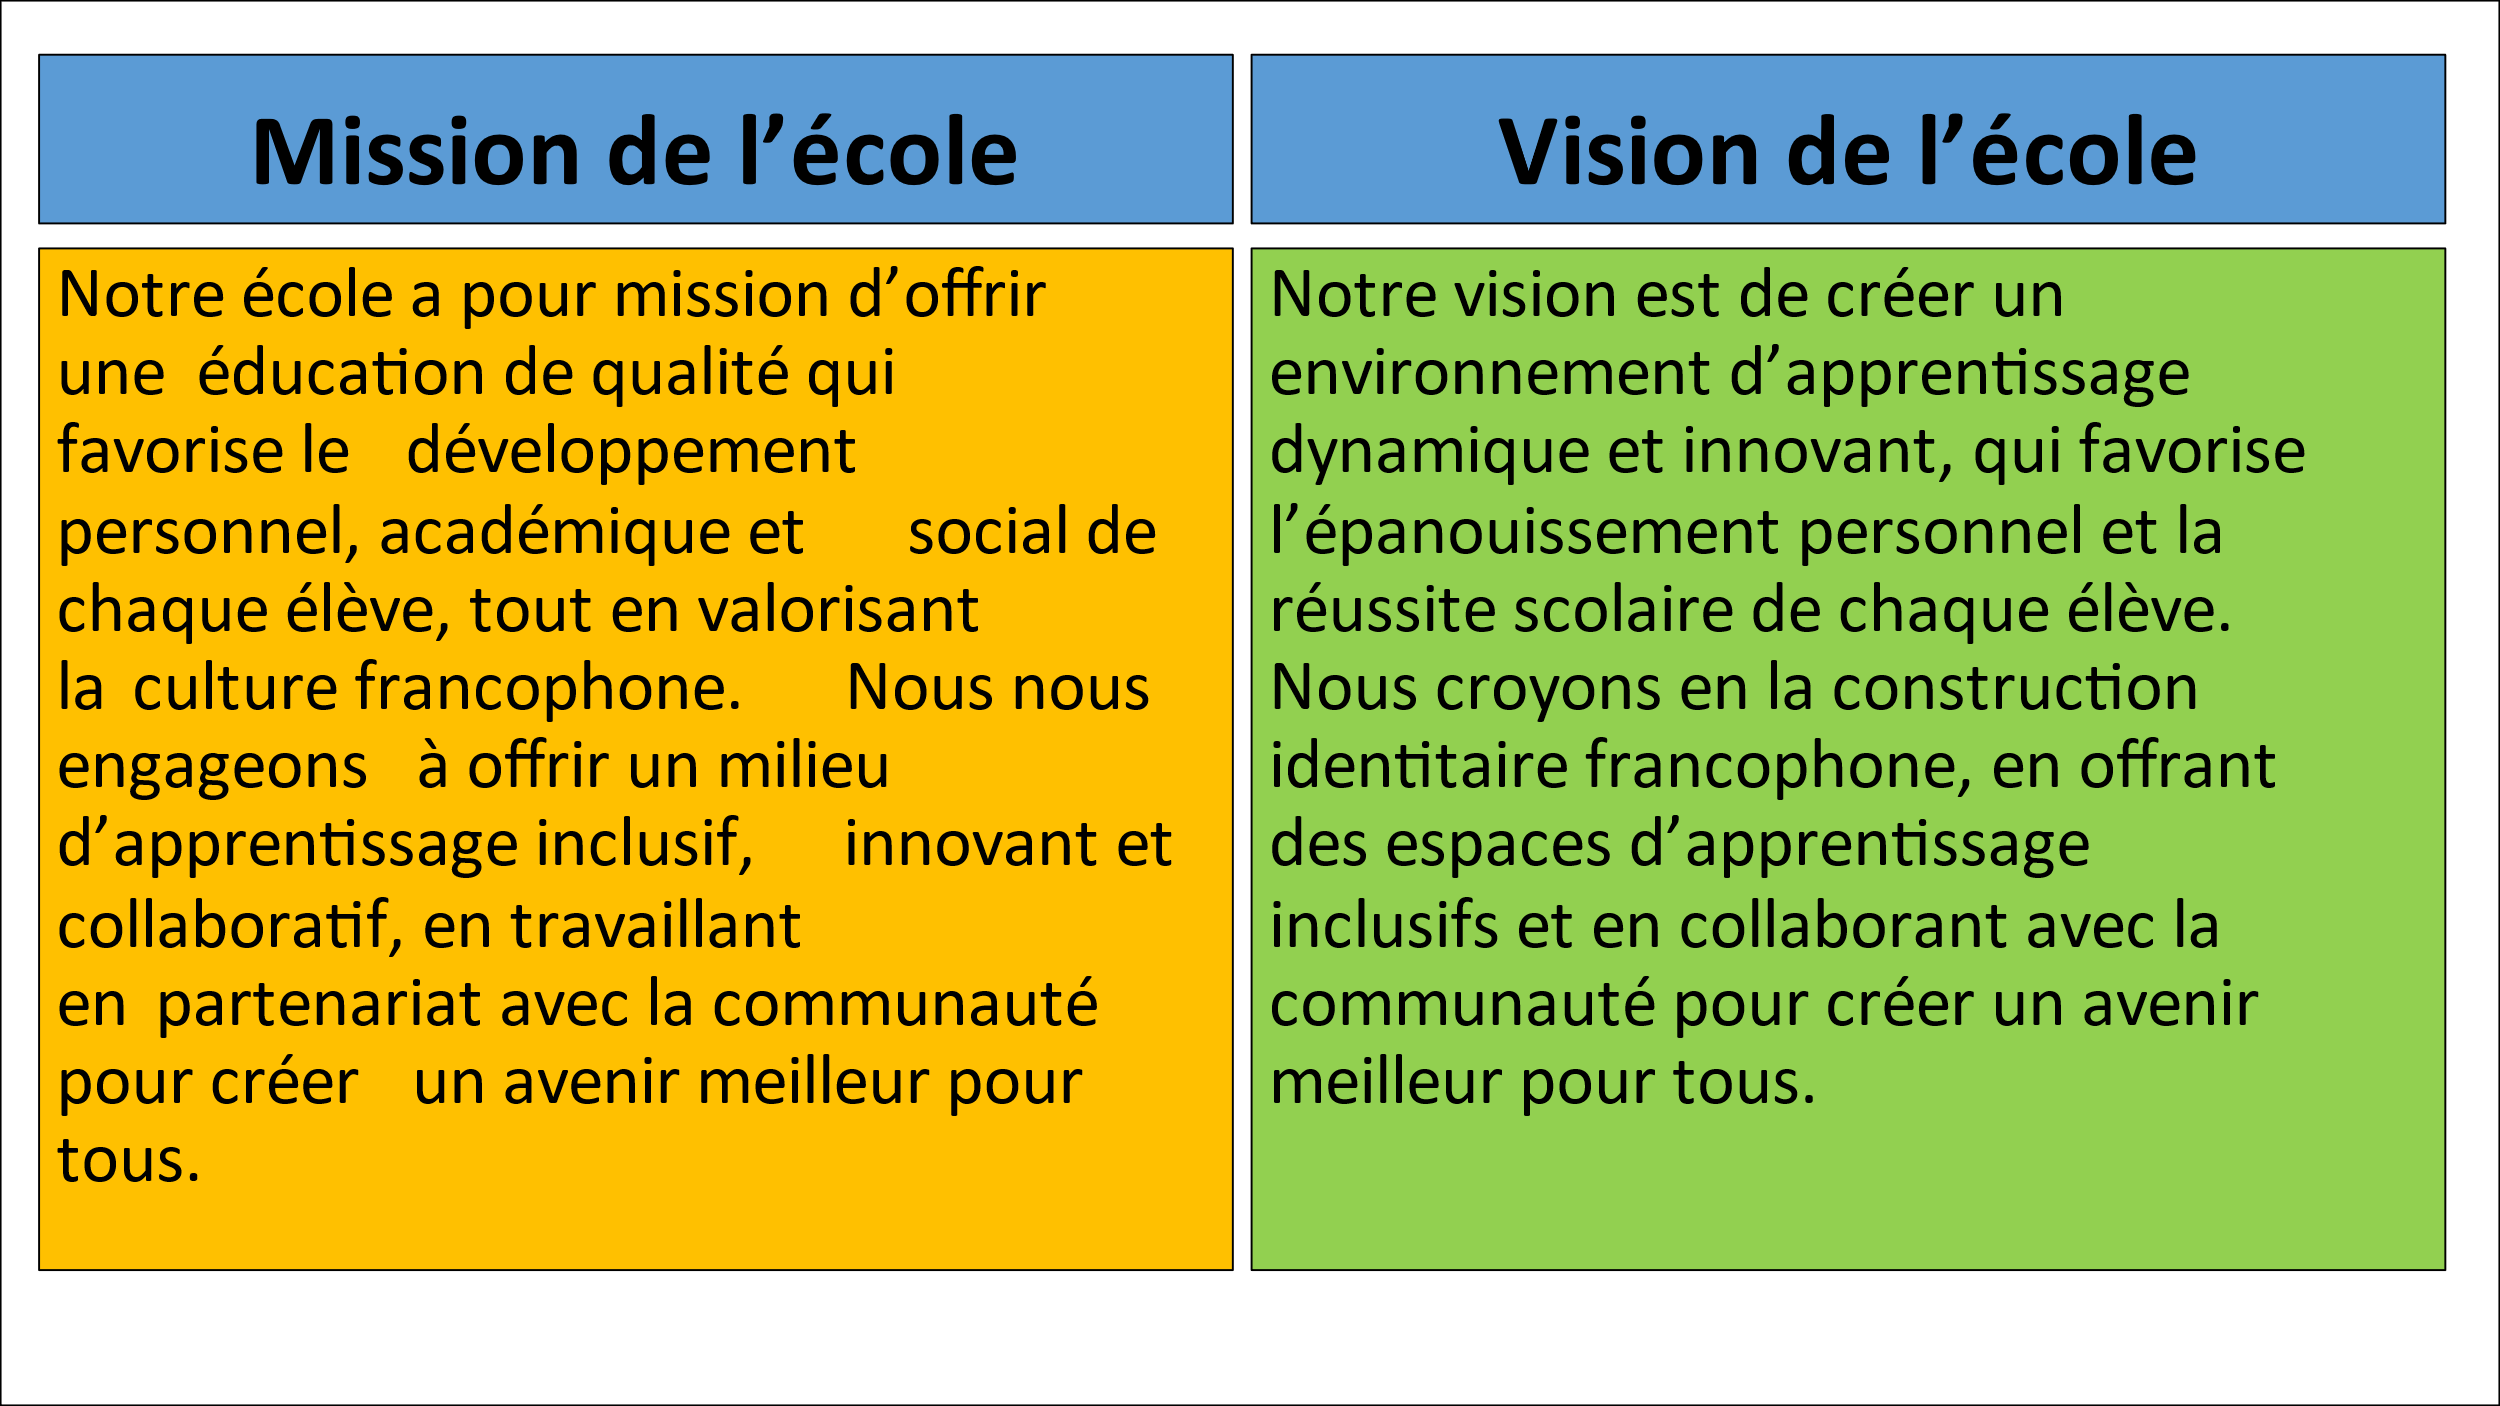 Mission de l’école
Notre école a pour mission d’offrir
une éducation de qualité qui
favorise le développement
personnel, académique et social de
chaque élève, tout en valorisant
la culture francophone. Nous nous
engageons à offrir un milieu
d’apprentissage inclusif, innovant et
collaboratif, en travaillant
en partenariat avec la communauté
pour créer un avenir meilleur pour
tous.
Vision de l’école
Notre vision est de créer un
environnement d’apprentissage
dynamique et innovant, qui favorise
l’épanouissement personnel et la
réussite scolaire de chaque élève.
Nous croyons en la construction
identitaire francophone, en offrant
des espaces d’apprentissage
inclusifs et en collaborant avec la
communauté pour créer un avenir
meilleur pour tous.